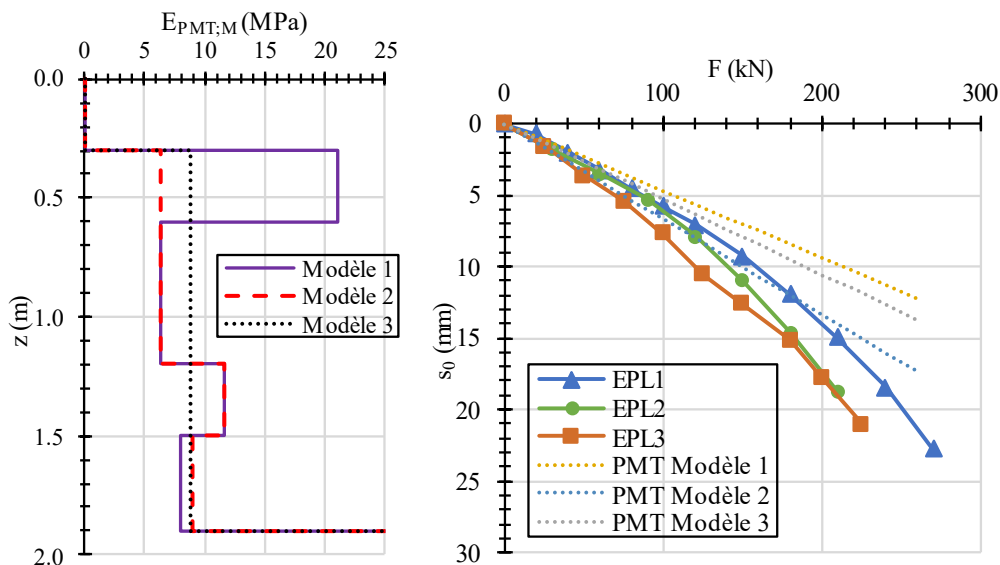 E_PMT;M (MPa)
0 5 10 15 20 25
0.0
0.5
1.0
1.5
2.0
z (m)
Modèle 1
Modèle 2
Modèle 3
F (kN)
0 100 200 300
0
5
10
15
20
25
30
s₀ (mm)
EPL1
EPL2
EPL3
PMT Modèle 1
PMT Modèle 2
PMT Modèle 3